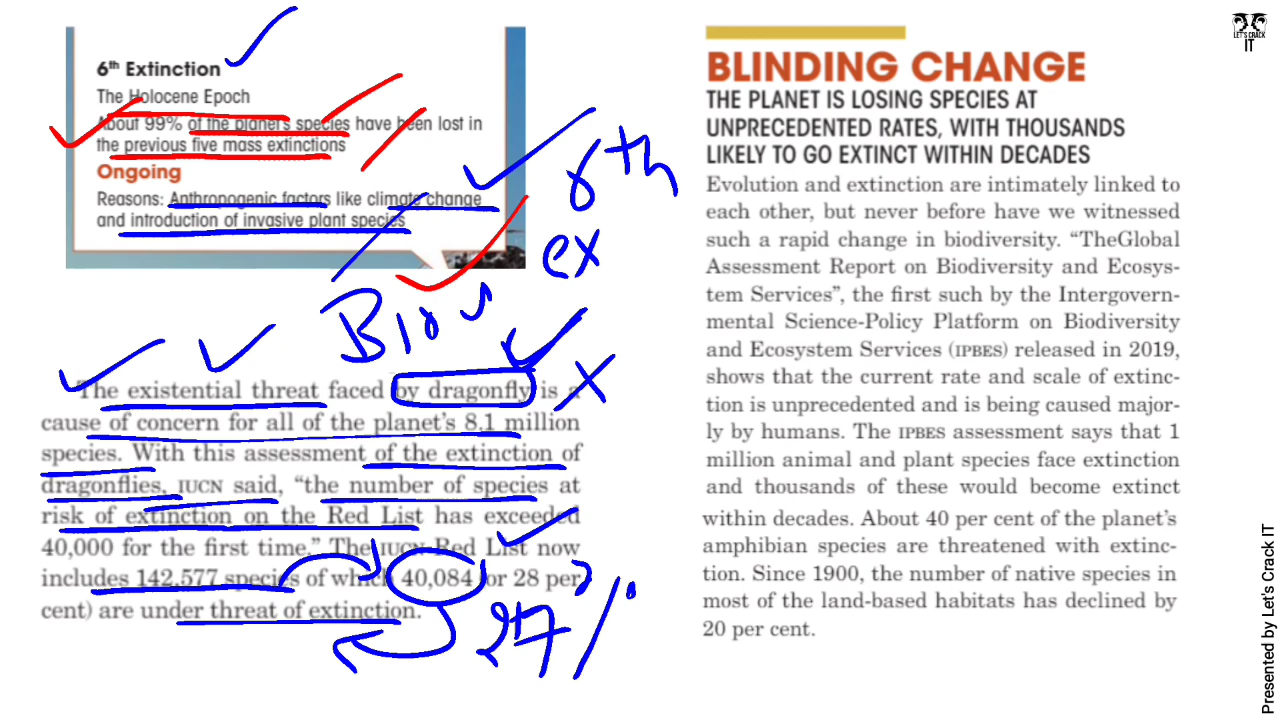 6th Extinction
The Holocene Epoch
About 99% of the planet's species have been lost in
the previous five mass extinctions
Ongoing
Reasons: Anthropogenic factors like climate change
and introduction of invasive plant species
6th
ex
The existential threat faced by dragonfly is a
cause of concern for all of the planet's 8.1 million
species. With this assessment of the extinction of
dragonflies, IUCN said, “the number of species at
risk of extinction on the Red List has exceeded
40,000 for the first time.” The IUCN Red List now
includes 142,577 species of which 40,084 (or 28 per
cent) are under threat of extinction.
BLINDING CHANGE
THE PLANET IS LOSING SPECIES AT
UNPRECEDENTED RATES, WITH THOUSANDS
LIKELY TO GO EXTINCT WITHIN DECADES
Evolution and extinction are intimately linked to
each other, but never before have we witnessed
such a rapid change in biodiversity. “TheGlobal
Assessment Report on Biodiversity and Ecosys-
tem Services”, the first such by the Intergovern-
mental Science-Policy Platform on Biodiversity
and Ecosystem Services (IPBES) released in 2019,
shows that the current rate and scale of extinc-
tion is unprecedented and is being caused major-
ly by humans. The IPBES assessment says that 1
million animal and plant species face extinction
and thousands of these would become extinct
within decades. About 40 per cent of the planet's
amphibian species are threatened with extinc-
tion. Since 1900, the number of native species in
most of the land-based habitats has declined by
20 per cent.
LET'S CRACK
IT
Presented by Let's Crack IT